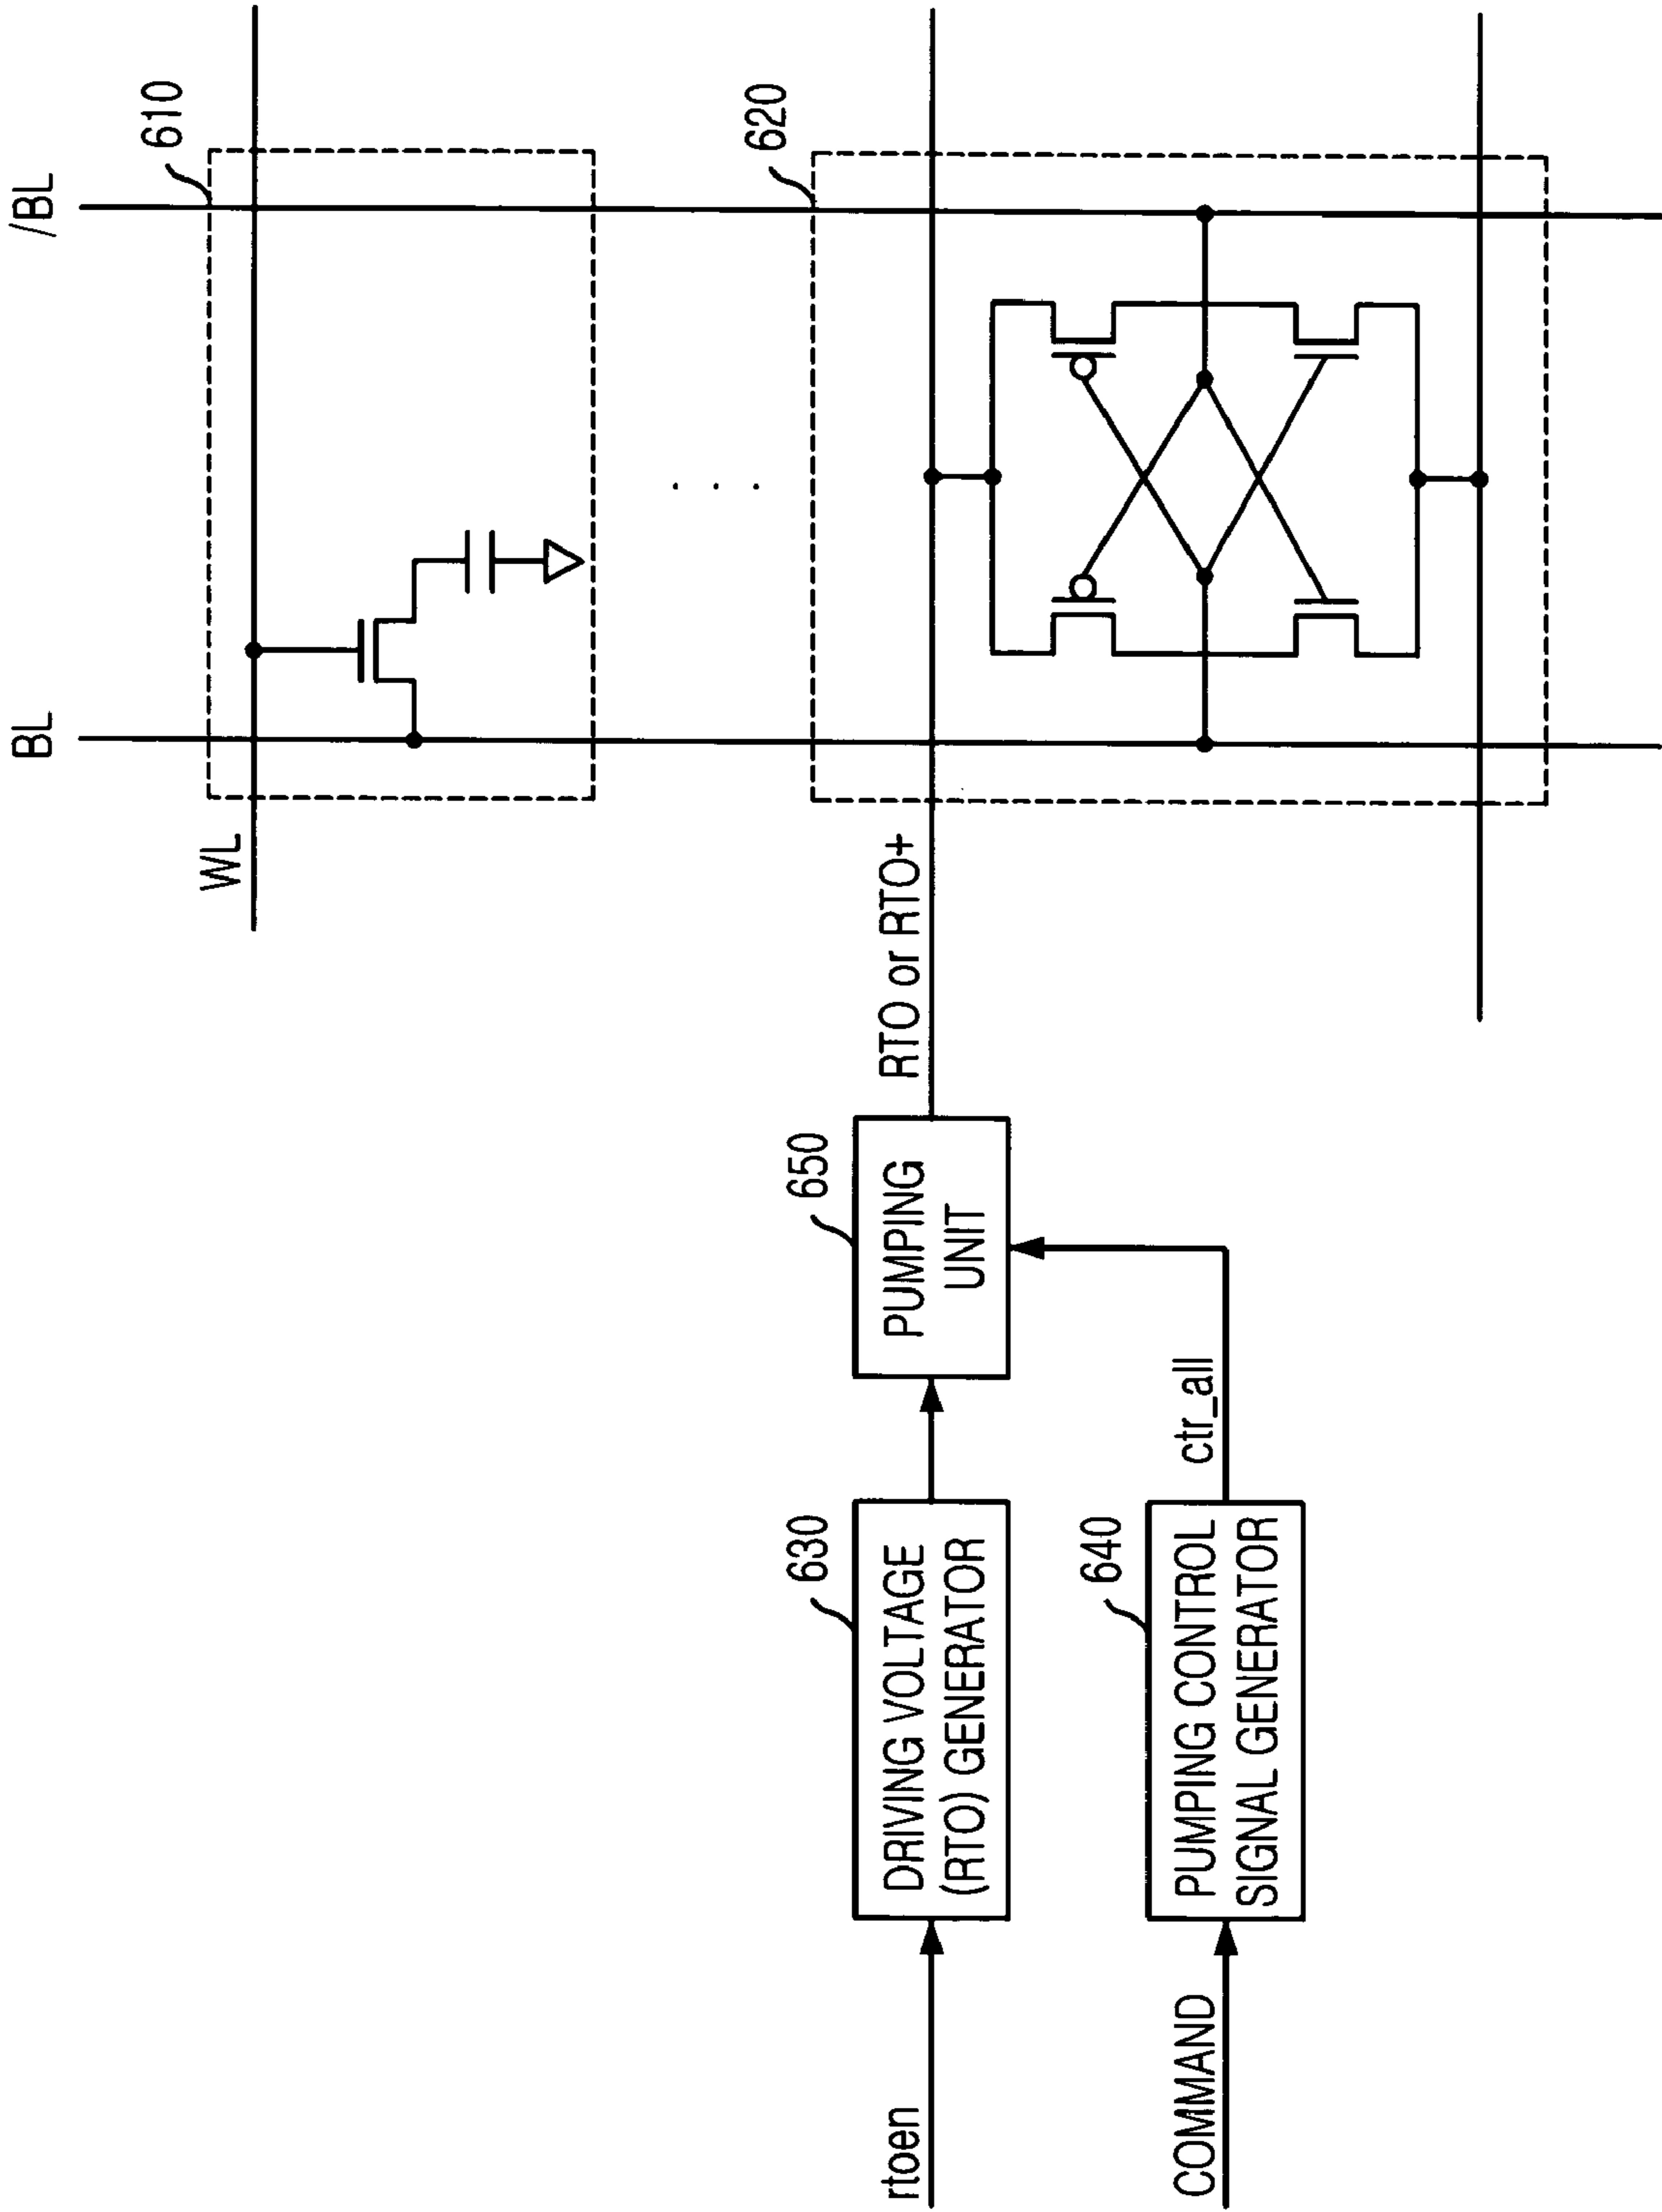 BL
/BL
610
WL
620
RTO or RTO+
650
PUMPING
UNIT
630
DRIVING VOLTAGE
(RTO) GENERATOR
rtoen
ctr_all
640
PUMPING CONTROL
SIGNAL GENERATOR
COMMAND